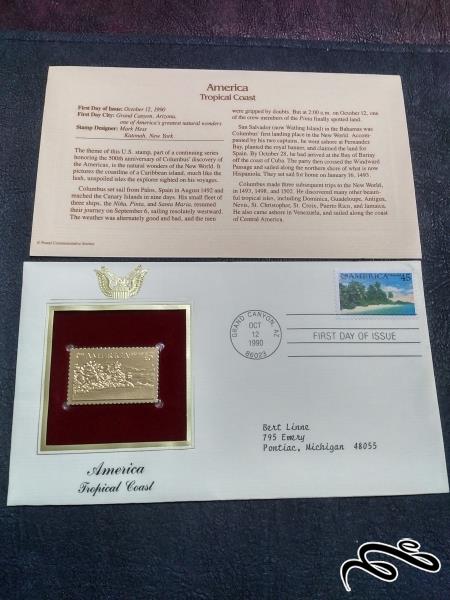 America
Tropical Coast
First Day of Issue: October 12, 1990
First Day City: Grand Canyon, Arizona,
one of America's greatest natural wonders
Stamp Designer: Mark Hess
Katonah, New York
The theme of this U.S. stamp, part of a continuing series
honoring the 500th anniversary of Columbus' discovery of
the Americas, is the natural wonders of the New World. It
pictures the coastline of a Caribbean island, much like the
lush, unspoiled isles the explorer sighted on his voyages.
Columbus set sail from Palos, Spain in August 1492 and
reached the Canary Islands in nine days. His small fleet of
three ships, the Niña, Pinta, and Santa Maria, resumed
their journey on September 6, sailing resolutely westward.
The weather was generally good and bad, and the men
were gripped by doubts. But at 2:00 a.m. on October 12, one of
the crew members of the Pinta finally spotted land.
San Salvador (now Watling Island) in the Bahamas was
Columbus' first landing place in the New World. Accom-
panied by his two captains, he went ashore at Fernandez
Bay, planted the royal banner, and claimed the land for
Spain. By October 28, he had arrived at the Bay of Bariay
off the coast of Cuba. The party then crossed the Windward
Passage and sailed along the northern shore of what is now
Hispaniola. They set sail for home on January 16, 1493.
Columbus made three subsequent trips to the New World,
in 1493, 1498, and 1502. He discovered many other beauti-
ful tropical isles, including Dominica, Guadeloupe, Antigua,
Nevis, St. Christopher, St. Croix, Puerto Rico, and Jamaica.
He also came ashore in Venezuela, and sailed along the coast
of Central America.
© Postal Commemorative Society
AMERICA
45
GRAND CANYON, AZ
OCT
12
1990
86023
FIRST DAY OF ISSUE
AMERICA
45
Bert Linne
795 Emery
Pontiac, Michigan 48055
America
Tropical Coast